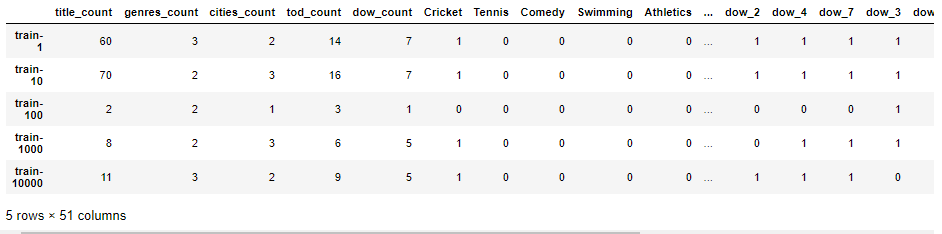 title_count genres_count cities_count tod_count dow_count Cricket Tennis Comedy Swimming Athletics ... dow_2 dow_4 dow_7 dow_3 dow
train-
1 60 3 2 14 7 1 0 0 0 0 ... 1 1 1 1
train-
10 70 2 3 16 7 1 0 0 0 0 ... 1 1 1 1
train-
100 2 2 1 3 1 0 0 0 0 0 ... 0 0 0 1
train-
1000 8 2 3 6 5 1 0 0 0 0 ... 0 1 1 1
train-
10000 11 3 2 9 5 1 0 0 0 0 ... 1 1 1 0
5 rows × 51 columns